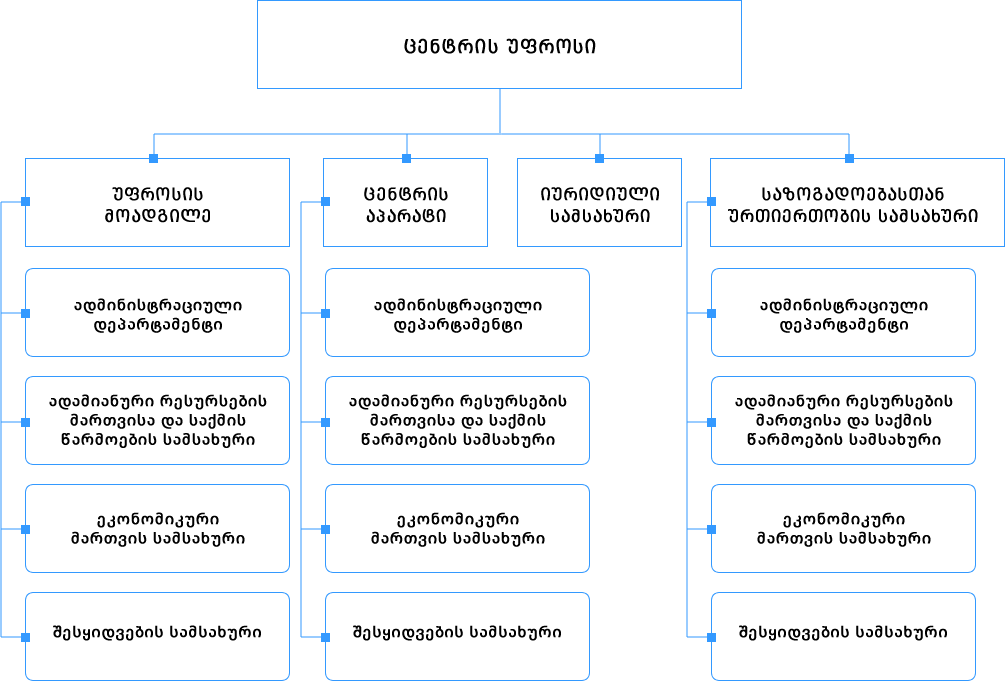 ცენტრის უფროსი
უფროსის
მოადგილე
ცენტრის
აპარატი
იურიდიული
სამსახური
საზოგადოებასთან
ურთიერთობის სამსახური
ადმინისტრაციული
დეპარტამენტი
ადმინისტრაციული
დეპარტამენტი
ადმინისტრაციული
დეპარტამენტი
ადამიანური რესურსების
მართვისა და საქმის
წარმოების სამსახური
ადამიანური რესურსების
მართვისა და საქმის
წარმოების სამსახური
ადამიანური რესურსების
მართვისა და საქმის
წარმოების სამსახური
ეკონომიკური
მართვის სამსახური
ეკონომიკური
მართვის სამსახური
ეკონომიკური
მართვის სამსახური
შესყიდვების სამსახური
შესყიდვების სამსახური
შესყიდვების სამსახური